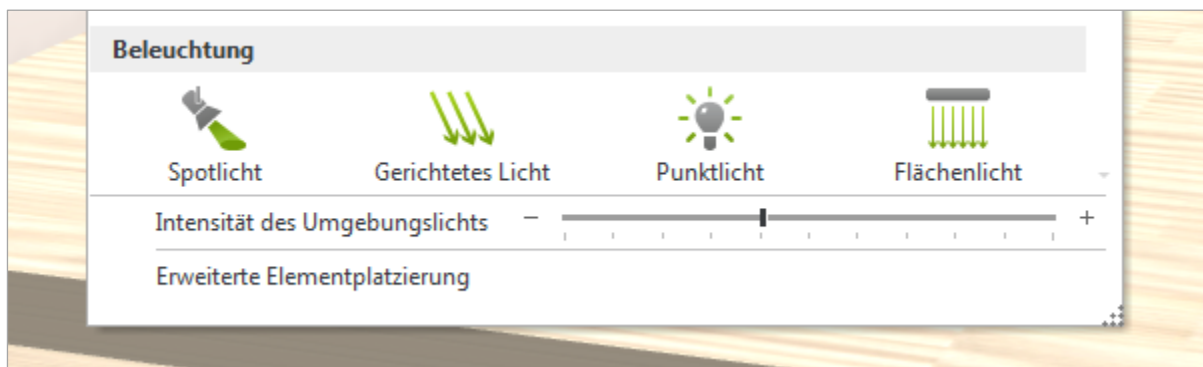 Beleuchtung
Spotlicht Gerichtetes Licht Punktlicht Flächenlicht
Intensität des Umgebungslichts − +
Erweiterte Elementplatzierung